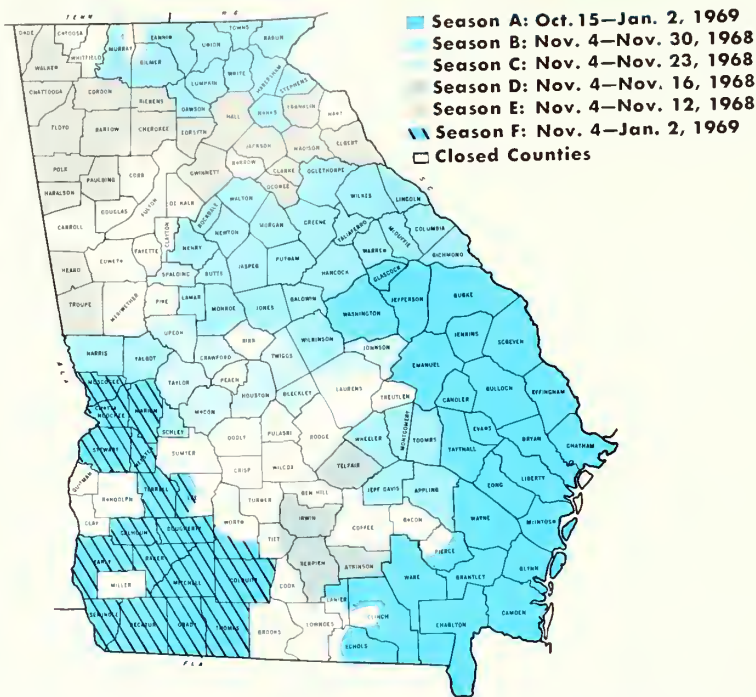 Season A: Oct. 15—Jan. 2, 1969
Season B: Nov. 4—Nov. 30, 1968
Season C: Nov. 4—Nov. 23, 1968
Season D: Nov. 4—Nov. 16, 1968
Season E: Nov. 4—Nov. 12, 1968
Season F: Nov. 4—Jan. 2, 1969
Closed Counties
TENN
N C
DADE
CATOOSA
WHITFIELD
MURRAY
FANNIN
UNION
TOWNS
RABUN
WALKER
GILMER
WHITE
HABERSHAM
STEPHENS
LUMPKIN
CHATTOOGA
GORDON
DAWSON
BANKS
FRANKLIN
HART
HALL
FLOYD
BARTOW
CHEROKEE
FORSYTH
JACKSON
MADISON
ELBERT
POLK
PAULDING
COBB
GWINNETT
BARROW
CLARKE
OCONEE
OGLETHORPE
HARALSON
DOUGLAS
FULTON
DE KALB
ROCKDALE
WALTON
WILKES
LINCOLN
S C
CARROLL
CLAYTON
HENRY
NEWTON
MORGAN
GREENE
TALIAFERRO
McDUFFIE
COLUMBIA
COWETA
FAYETTE
SPALDING
BUTTS
JASPER
PUTNAM
HANCOCK
WARREN
RICHMOND
HEARD
GLASCOCK
TROUPE
MERIWETHER
PIKE
LAMAR
MONROE
JONES
BALDWIN
WASHINGTON
JEFFERSON
BURKE
UPSON
BIBB
WILKINSON
JOHNSON
JENKINS
SCREVEN
ALA
HARRIS
TALBOT
CRAWFORD
TWIGGS
EMANUEL
TAYLOR
PEACH
HOUSTON
BLECKLEY
LAURENS
TREUTLEN
CANDLER
BULLOCH
EFFINGHAM
MARION
MACON
SCHLEY
DOOLY
PULASKI
DODGE
WHEELER
MONTGOMERY
TOOMBS
TATTNALL
EVANS
BRYAN
CHATHAM
STEWART
SUMTER
CRISP
WILCOX
TELFAIR
LONG
LIBERTY
QUITMAN
RANDOLPH
TERRELL
LEE
TURNER
BEN HILL
JEFF DAVIS
APPLING
WAYNE
McINTOSH
CLAY
CALHOUN
DOUGHERTY
WORTH
TIFT
IRWIN
COFFEE
BACON
PIERCE
GLYNN
EARLY
BAKER
MITCHELL
COLQUITT
COOK
ATKINSON
WARE
BRANTLEY
MILLER
LANIER
CLINCH
CAMDEN
SEMINOLE
DECATUR
GRADY
THOMAS
BROOKS
LOWNDES
ECHOLS
CHARLTON
FLA